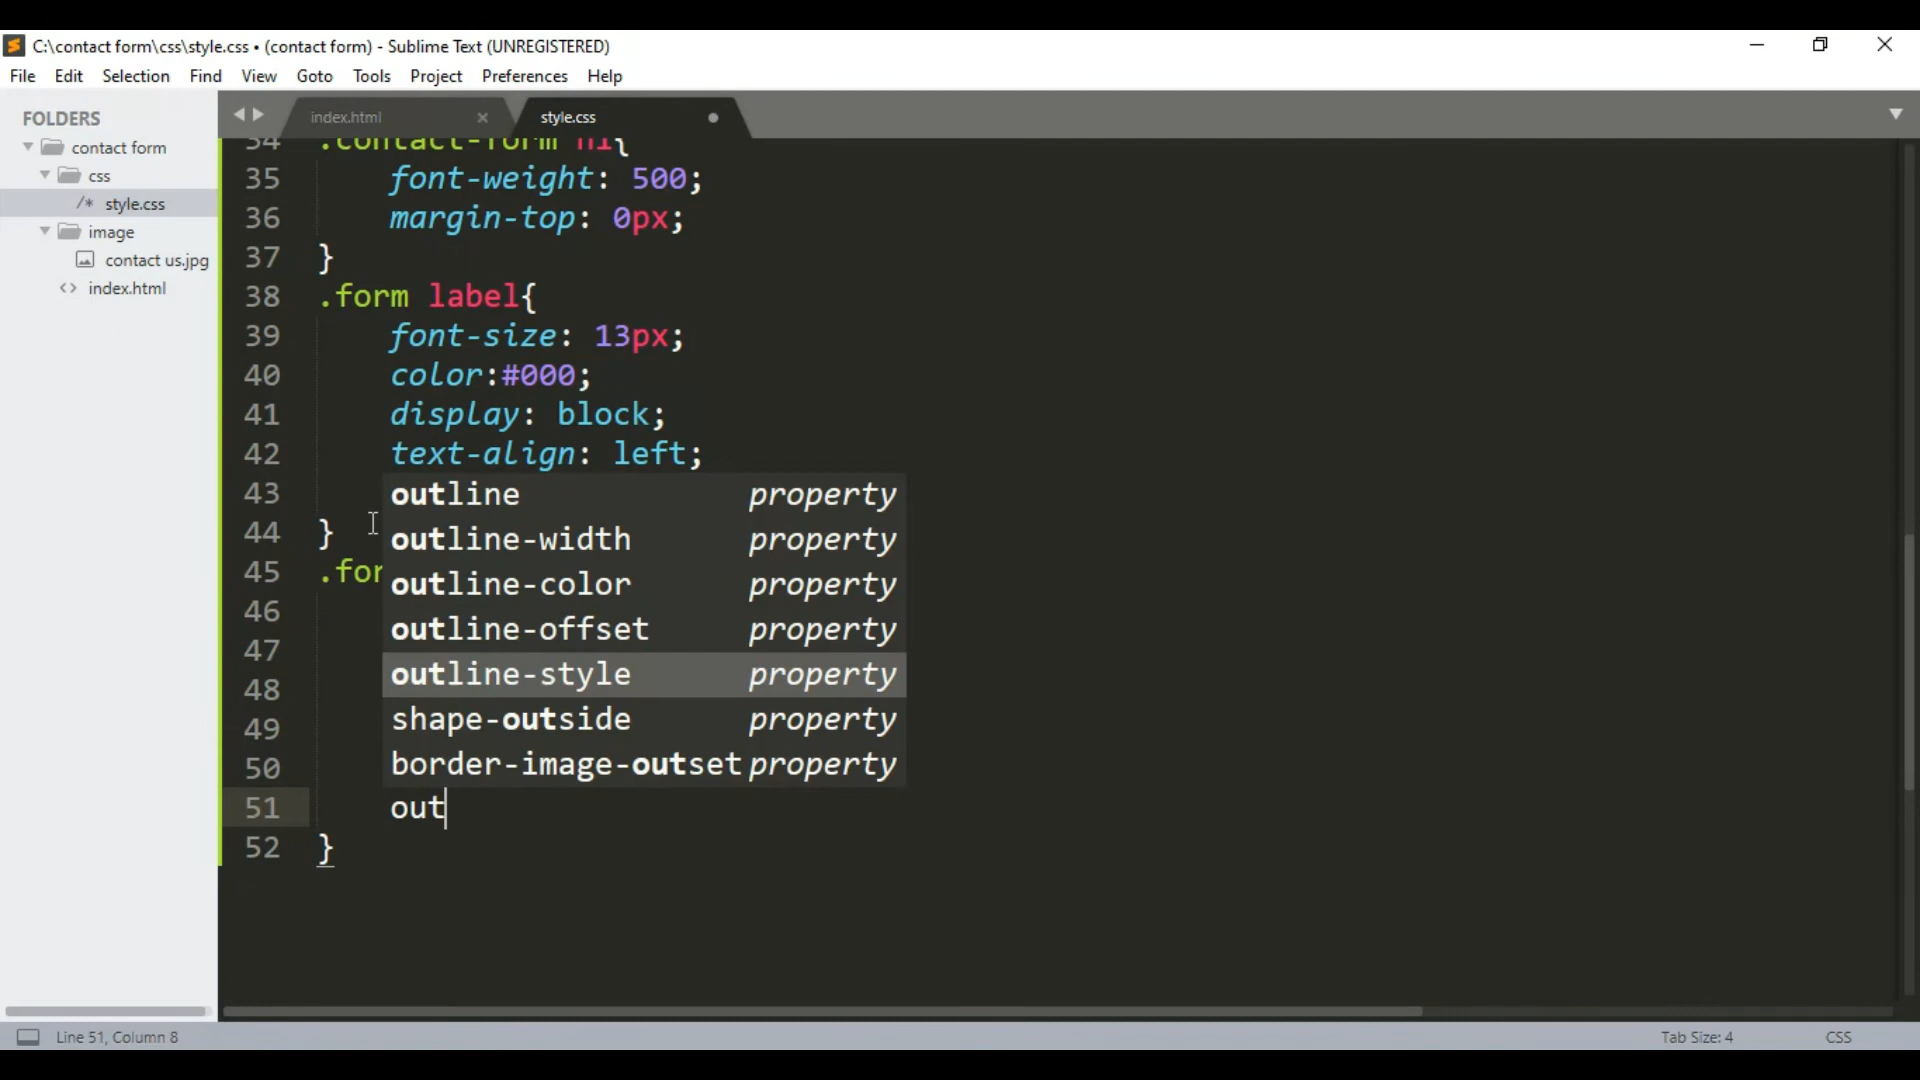 C:\contact form\css\style.css • (contact form) - Sublime Text (UNREGISTERED)
File Edit Selection Find View Goto Tools Project Preferences Help
FOLDERS
contact form
css
/* style.css
image
contact us.jpg
<> index.html
index.html × style.css
34 .contact-form h1{
35 font-weight: 500;
36 margin-top: 0px;
37 }
38 .form label{
39 font-size: 13px;
40 color:#000;
41 display: block;
42 text-align: left;
43
44 }
45 .for
46
47
48
49
50
51 out
52 }
outline property
outline-width property
outline-color property
outline-offset property
outline-style property
shape-outside property
border-image-outset property
Line 51, Column 8
Tab Size: 4
CSS